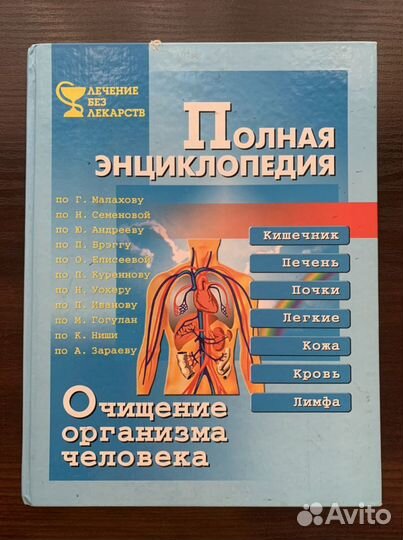 ЛЕЧЕНИЕ
БЕЗ
ЛЕКАРСТВ
ПОЛНАЯ
ЭНЦИКЛОПЕДИЯ
по Г. Малахову
по Н. Семеновой
по Ю. Андрееву
по П. Брэггу
по О. Елисеевой
по П. Куреннову
по Н. Уокеру
по П. Иванову
по М. Гогулан
по К. Ниши
по А. Зараеву
Кишечник
Печень
Почки
Легкие
Кожа
Кровь
Лимфа
Очищение
организма
человека
Avito